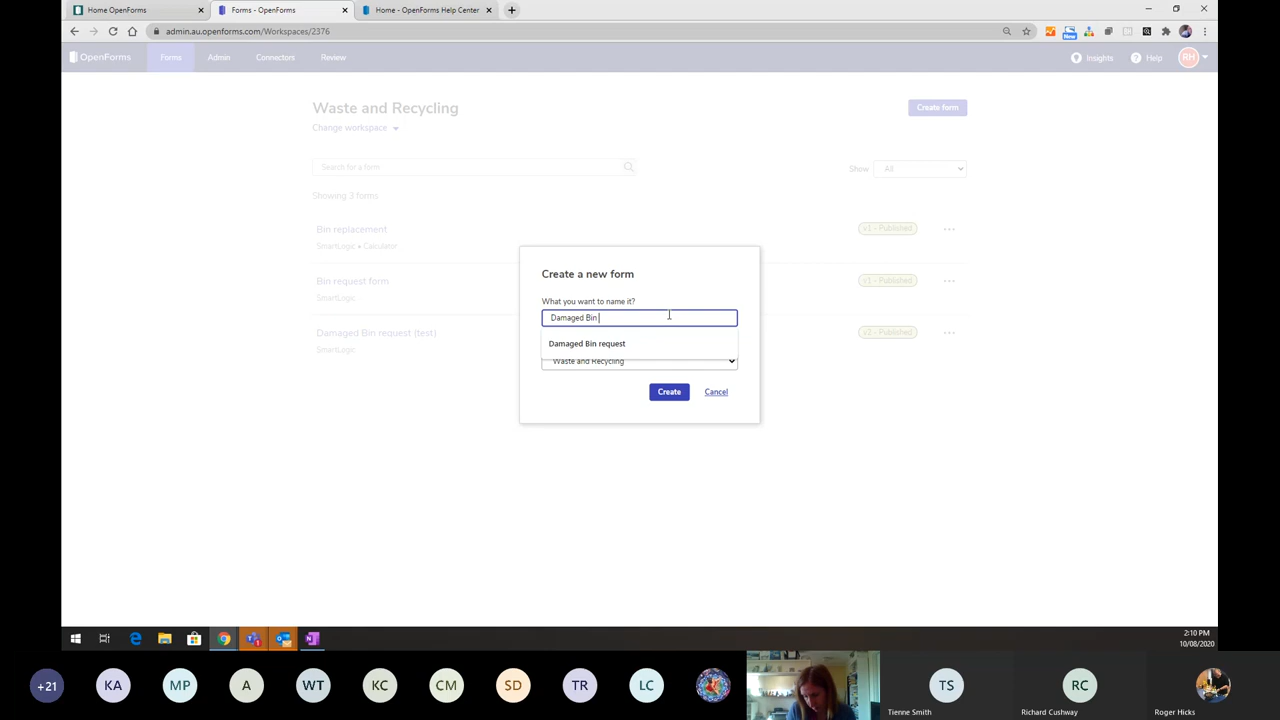 Home OpenForms
Forms - OpenForms
Home - OpenForms Help Center
admin.au.openforms.com/Workspaces/2376
New
OpenForms
Forms
Admin
Connectors
Review
Insights
Help
RH
Waste and Recycling
Create form
Change workspace
Search for a form
Show
All
Showing 3 forms
Bin replacement
v1 - Published
SmartLogic • Calculator
Bin request form
v1 - Published
SmartLogic
Damaged Bin request (test)
v2 - Published
SmartLogic
Create a new form
What you want to name it?
Damaged Bin
Damaged Bin request
Waste and Recycling
Create
Cancel
2:10 PM
10/08/2020
+21
KA
MP
A
WT
KC
CM
SD
TR
LC
TS
Tienne Smith
RC
Richard Cushway
Roger Hicks